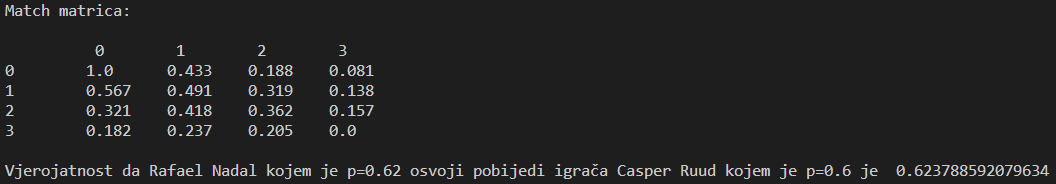 Match matrica:
0 1 2 3
0 1.0 0.433 0.188 0.081
1 0.567 0.491 0.319 0.138
2 0.321 0.418 0.362 0.157
3 0.182 0.237 0.205 0.0
Vjerojatnost da Rafael Nadal kojem je p=0.62 osvoji pobijedi igrača Casper Ruud kojem je p=0.6 je 0.623788592079634